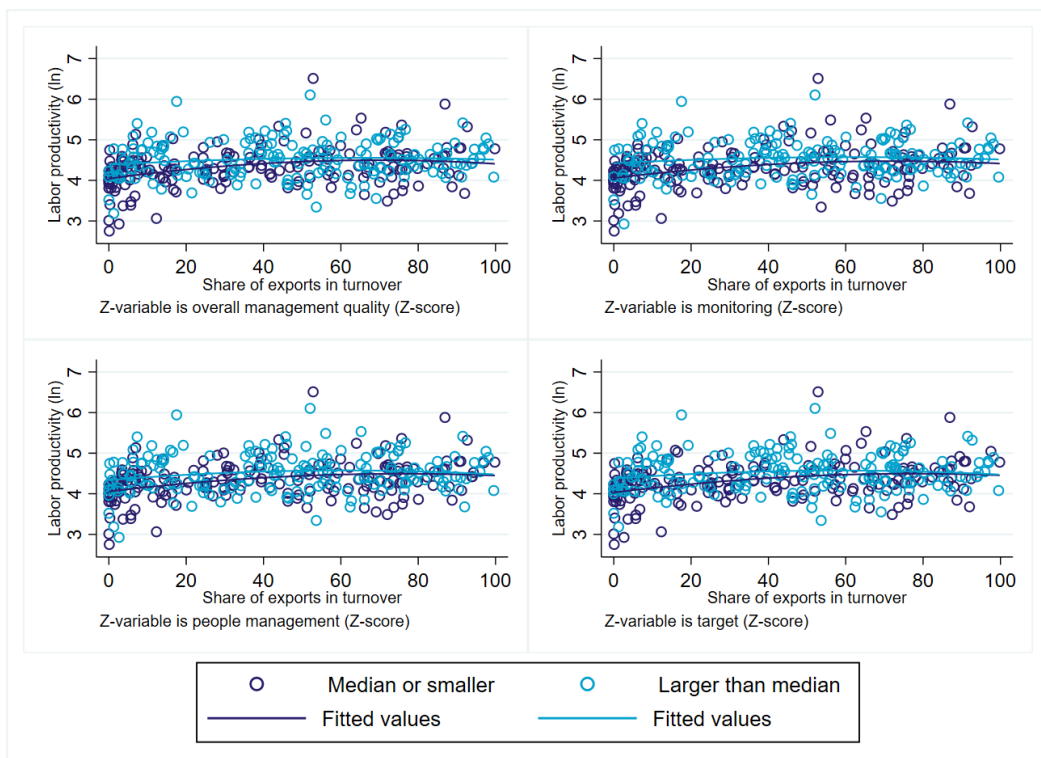 Labor productivity (ln)
7
6
5
4
3
0 20 40 60 80 100
Share of exports in turnover
Z-variable is overall management quality (Z-score)
Labor productivity (ln)
7
6
5
4
3
0 20 40 60 80 100
Share of exports in turnover
Z-variable is monitoring (Z-score)
Labor productivity (ln)
7
6
5
4
3
0 20 40 60 80 100
Share of exports in turnover
Z-variable is people management (Z-score)
Labor productivity (ln)
7
6
5
4
3
0 20 40 60 80 100
Share of exports in turnover
Z-variable is target (Z-score)
Median or smaller Larger than median
Fitted values Fitted values